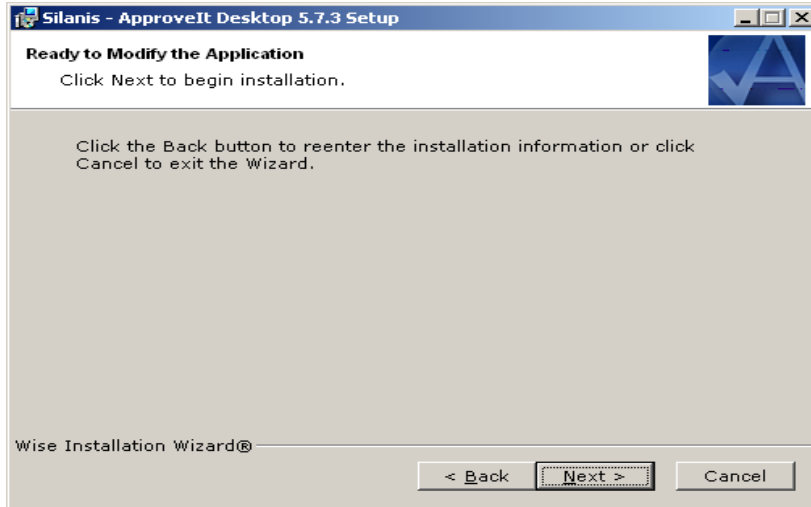 Silanis - ApproveIt Desktop 5.7.3 Setup
Ready to Modify the Application
Click Next to begin installation.
Click the Back button to reenter the installation information or click
Cancel to exit the Wizard.
Wise Installation Wizard®
< Back Next > Cancel